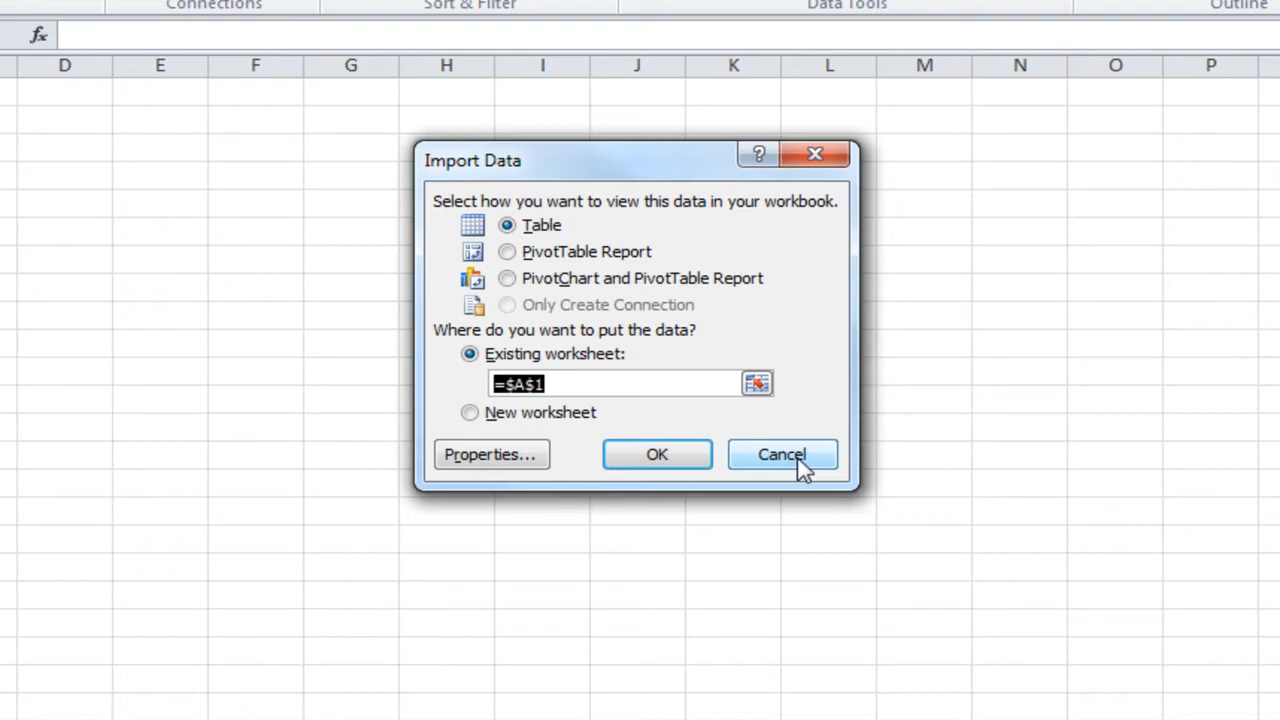 Connections Sort & Filter Data Tools Outline
fx
D E F G H I J K L M N O P
Import Data
Select how you want to view this data in your workbook.
Table
PivotTable Report
PivotChart and PivotTable Report
Only Create Connection
Where do you want to put the data?
Existing worksheet:
=$A$1
New worksheet
Properties... OK Cancel